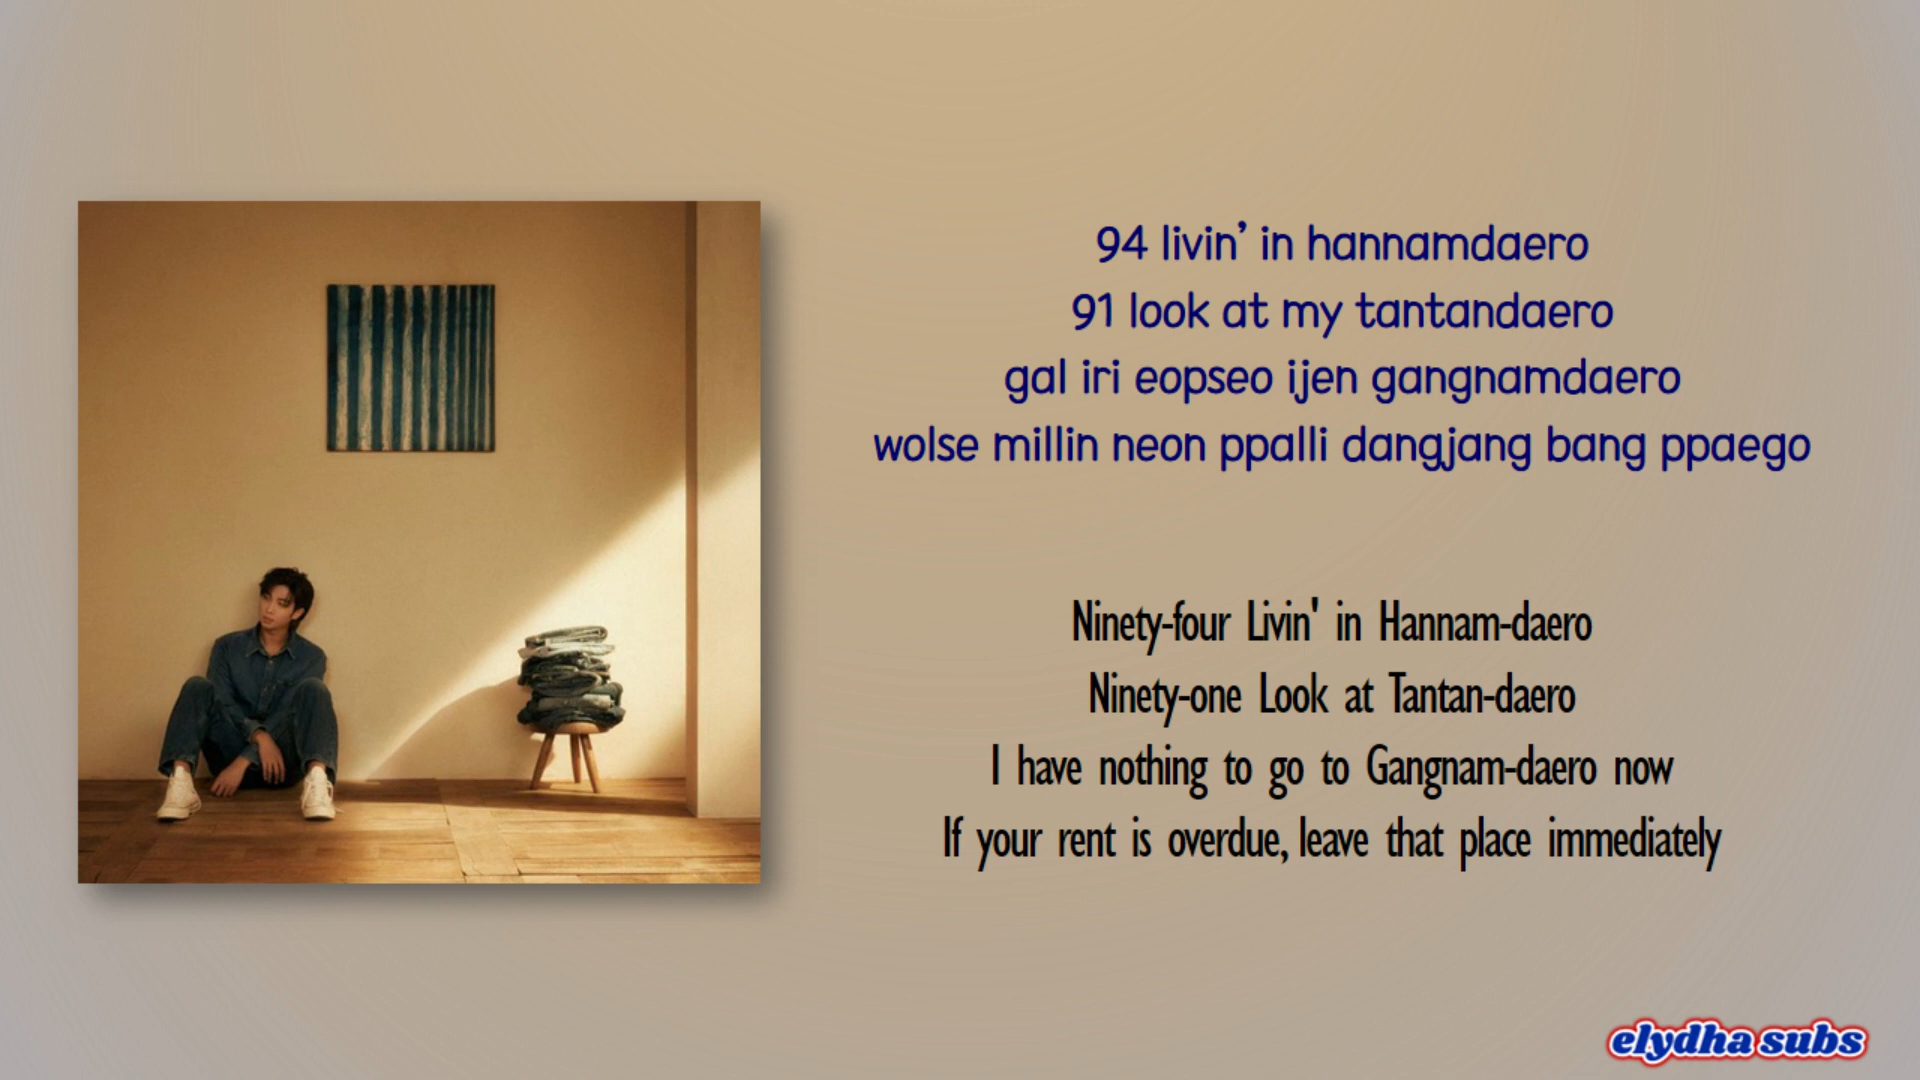 94 livin’ in hannamdaero
91 look at my tantandaero
gal iri eopseo ijen gangnamdaero
wolse millin neon ppalli dangjang bang ppaego
Ninety-four Livin' in Hannam-daero
Ninety-one Look at Tantan-daero
I have nothing to go to Gangnam-daero now
If your rent is overdue, leave that place immediately
elydha subs